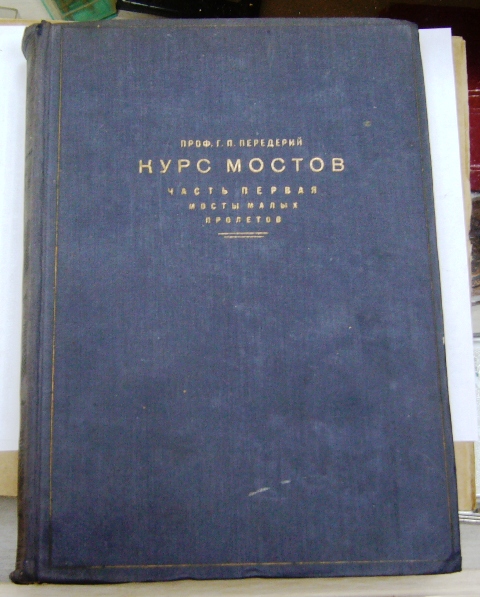 ПРОФ. Г. П. ПЕРЕДЕРИЙ
КУРС МОСТОВ
ЧАСТЬ ПЕРВАЯ
МОСТЫ МАЛЫХ
ПРОЛЕТОВ